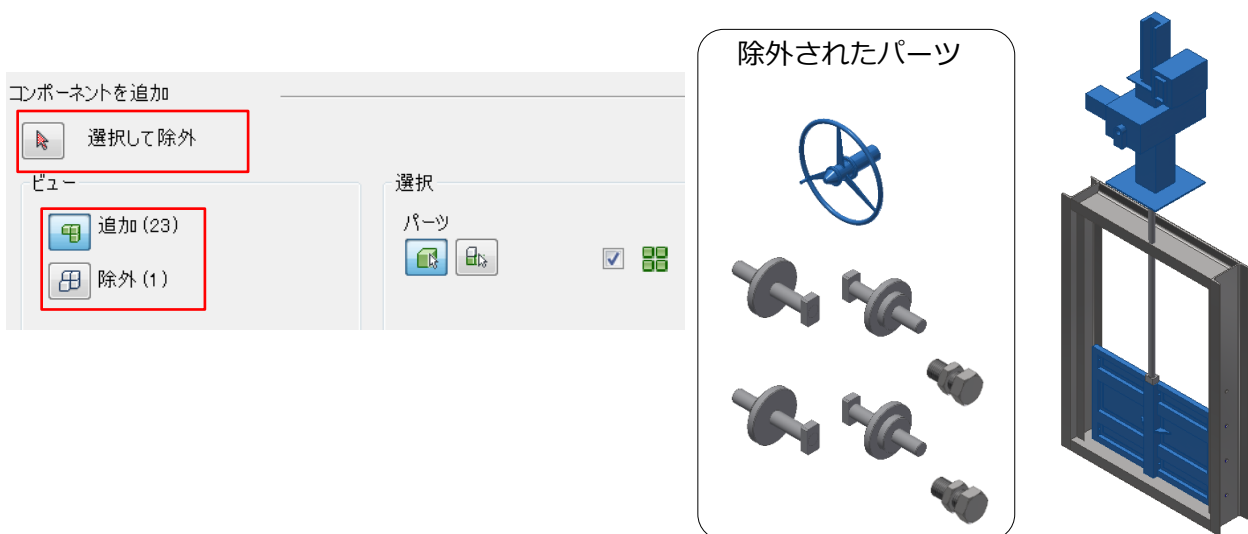 除外されたパーツ
コンポーネントを追加
選択して除外
ビュー
選択
追加 (23)
パーツ
除外 (1)